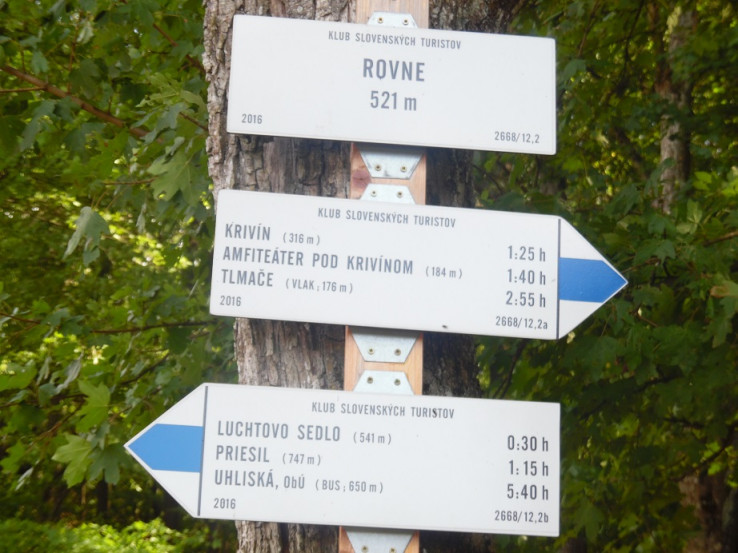 KLUB SLOVENSKÝCH TURISTOV
ROVNE
521 m
2016 2668/12,2
KLUB SLOVENSKÝCH TURISTOV
KRIVÍN (316 m) 1:25 h
AMFITEÁTER POD KRIVÍNOM (184 m) 1:40 h
TLMAČE (VLAK; 176 m) 2:55 h
2016 2668/12,2a
KLUB SLOVENSKÝCH TURISTOV
LUCHTOVO SEDLO (541 m) 0:30 h
PRIESIL (747 m) 1:15 h
UHLISKÁ, ObÚ (BUS; 650 m) 5:40 h
2016 2668/12,2b